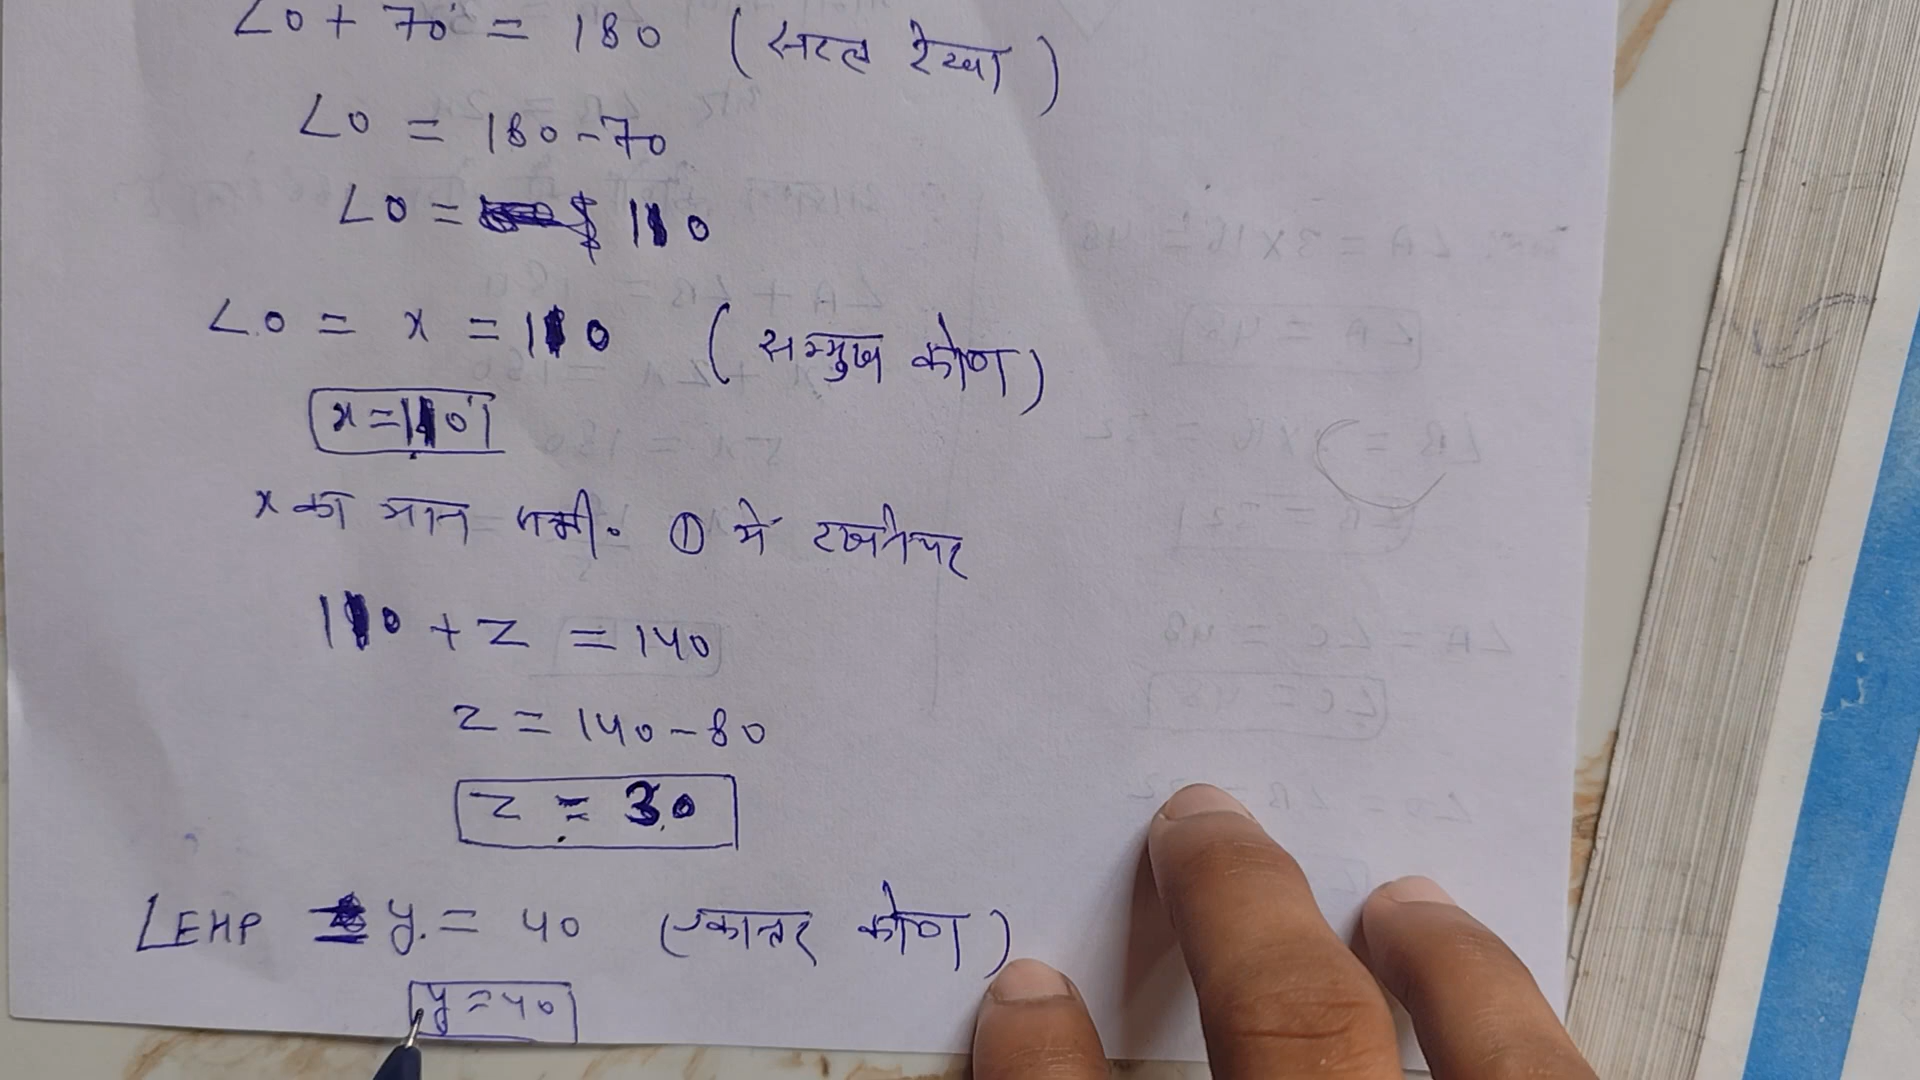 ∠O + 70° = 180 (सरल रेखा)
∠O = 180-70
∠O = 110
∠O = x = 110 (सम्मुख कोण)
x=110
x का मान समी. ① में रखने पर
110 + z = 140
z = 140-80
z = 30
∠EHP y. = 40 (एकान्तर कोण)
y = 40